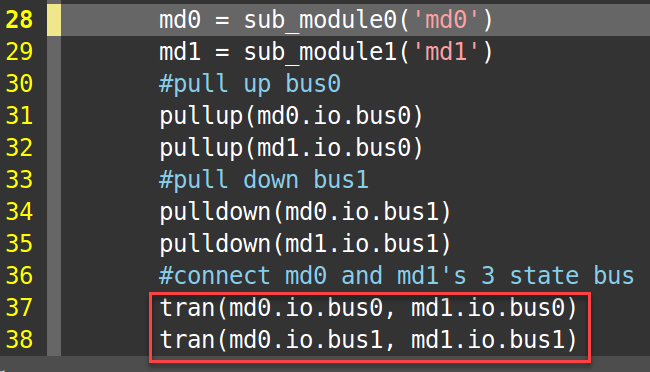 28 md0 = sub_module0('md0')
29 md1 = sub_module1('md1')
30 #pull up bus0
31 pullup(md0.io.bus0)
32 pullup(md1.io.bus0)
33 #pull down bus1
34 pulldown(md0.io.bus1)
35 pulldown(md1.io.bus1)
36 #connect md0 and md1's 3 state bus
37 tran(md0.io.bus0, md1.io.bus0)
38 tran(md0.io.bus1, md1.io.bus1)